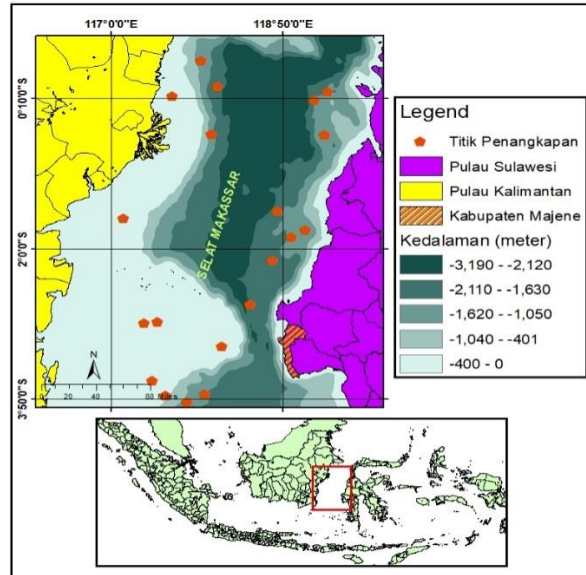 117°0'0"E
118°50'0"E
0°10'0"S
2°0'0"S
3°50'0"S
SELAT MAKASSAR
N
0 10 20 40 60 80 Miles
Legend
Titik Penangkapan
Pulau Sulawesi
Pulau Kalimantan
Kabupaten Majene
Kedalaman (meter)
-3,190 - -2,120
-2,110 - -1,630
-1,620 - -1,050
-1,040 - -401
-400 - 0